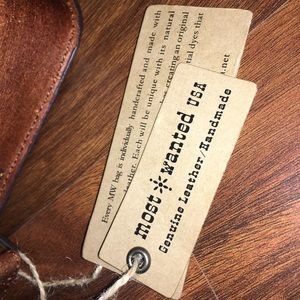 most wanted USA
Genuine Leather/Handmade
Every MW bag is individually handcrafted and made with
leather. Each will be unique with its natural
creating an original
dyes that
.net